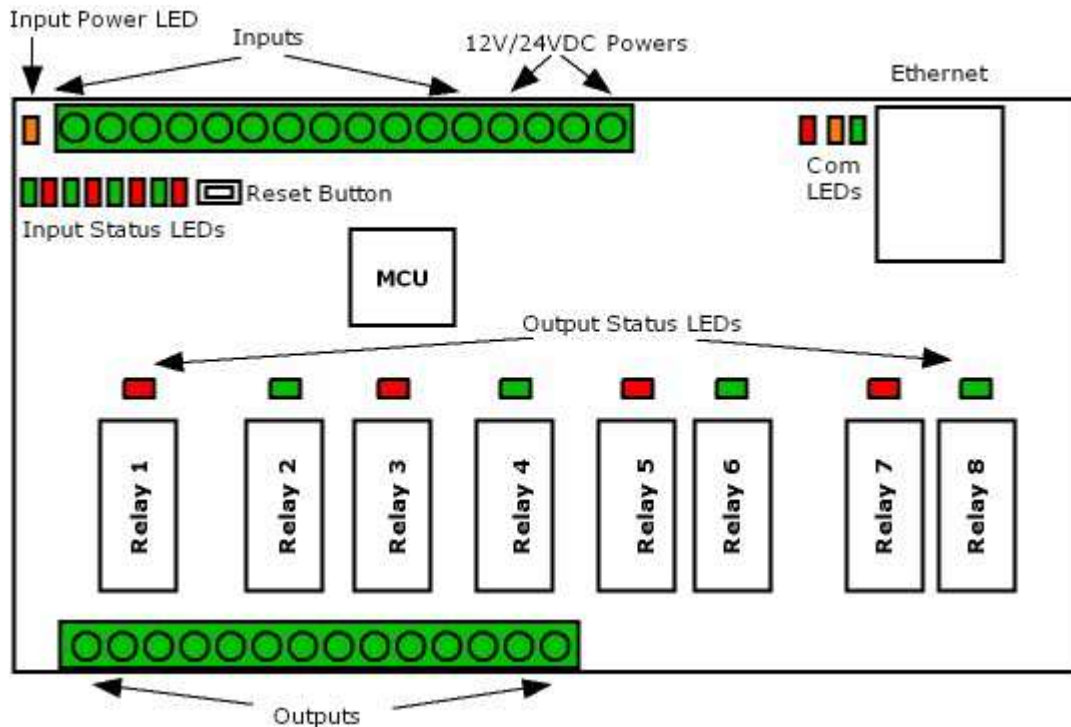 Input Power LED
Inputs
12V/24VDC Powers
Ethernet
Com
LEDs
Reset Button
Input Status LEDs
MCU
Output Status LEDs
Relay 1
Relay 2
Relay 3
Relay 4
Relay 5
Relay 6
Relay 7
Relay 8
Outputs